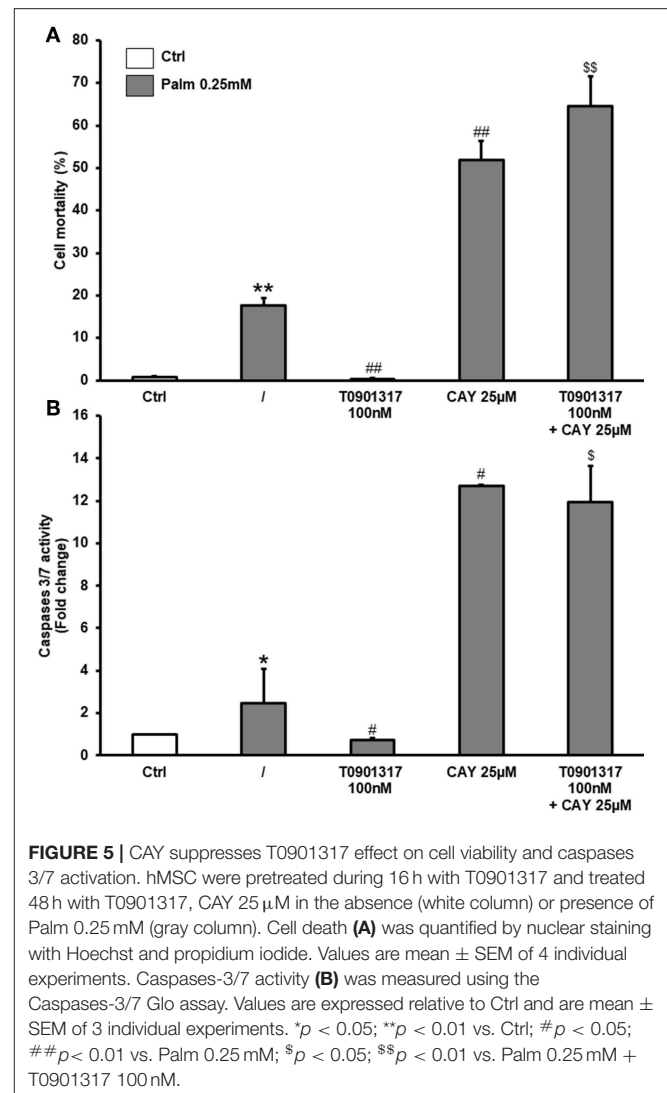 A
80
70
60
50
40
30
20
10
0
Cell mortality (%)
Ctrl
Palm 0.25mM
**
##
##
$$
Ctrl
/
T0901317
100nM
CAY 25µM
T0901317
100nM
+ CAY 25µM
B
16
14
12
10
8
6
4
2
0
Caspases 3/7 activity
(Fold change)
*
#
#
$
Ctrl
/
T0901317
100nM
CAY 25µM
T0901317
100nM
+ CAY 25µM
FIGURE 5 | CAY suppresses T0901317 effect on cell viability and caspases
3/7 activation. hMSC were pretreated during 16 h with T0901317 and treated
48 h with T0901317, CAY 25 µM in the absence (white column) or presence of
Palm 0.25 mM (gray column). Cell death (A) was quantified by nuclear staining
with Hoechst and propidium iodide. Values are mean ± SEM of 4 individual
experiments. Caspases-3/7 activity (B) was measured using the
Caspases-3/7 Glo assay. Values are expressed relative to Ctrl and are mean ±
SEM of 3 individual experiments. *p < 0.05; **p < 0.01 vs. Ctrl; #p < 0.05;
##p< 0.01 vs. Palm 0.25 mM; $p < 0.05; $$p < 0.01 vs. Palm 0.25 mM +
T0901317 100 nM.